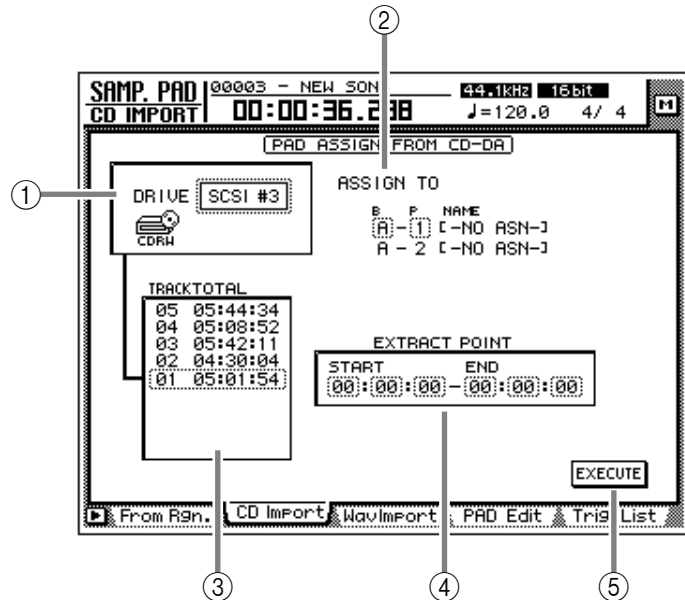 ②
SAMP. PAD 00003 - NEW SON 44.1kHz 16bit
CD IMPORT 00:00:36.298 ♩=120.0 4/ 4 M
PAD ASSIGN FROM CD-DA
①
DRIVE SCSI #3
CDRW
ASSIGN TO
B P NAME
A-1 [-NO ASN-]
A-2 [-NO ASN-]
TRACK TOTAL
05 05:44:34
04 05:08:52
03 05:42:11
02 04:30:04
01 05:01:54
EXTRACT POINT
START END
00:00:00-00:00:00
EXECUTE
From Rgn. CD Import WavImport PAD Edit Trig List
③ ④ ⑤